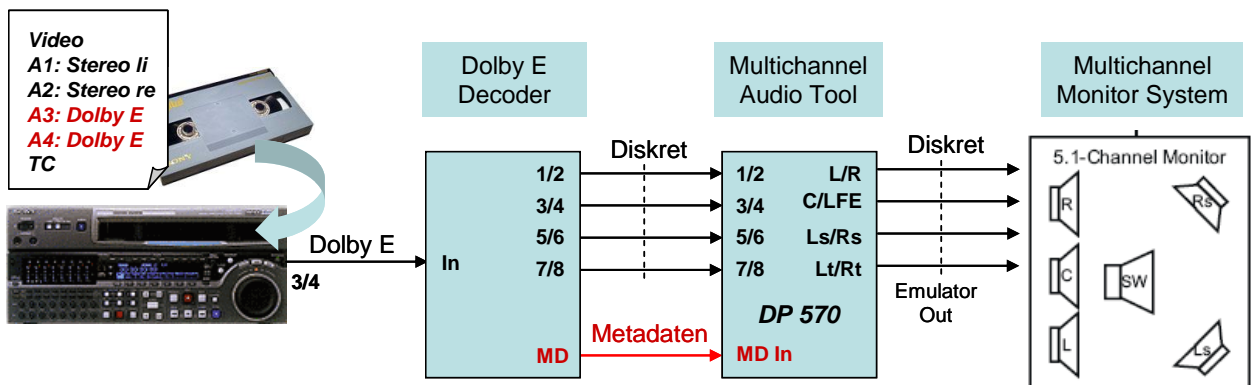 Video
A1: Stereo li
A2: Stereo re
A3: Dolby E
A4: Dolby E
TC
SONY
Dolby E
3/4
Dolby E
Decoder
In
1/2
3/4
5/6
7/8
MD
Diskret
Metadaten
Multichannel
Audio Tool
1/2 L/R
3/4 C/LFE
5/6 Ls/Rs
7/8 Lt/Rt
DP 570
MD In
Diskret
Emulator
Out
Multichannel
Monitor System
5.1-Channel Monitor
R
Rs
C
SW
L
Ls